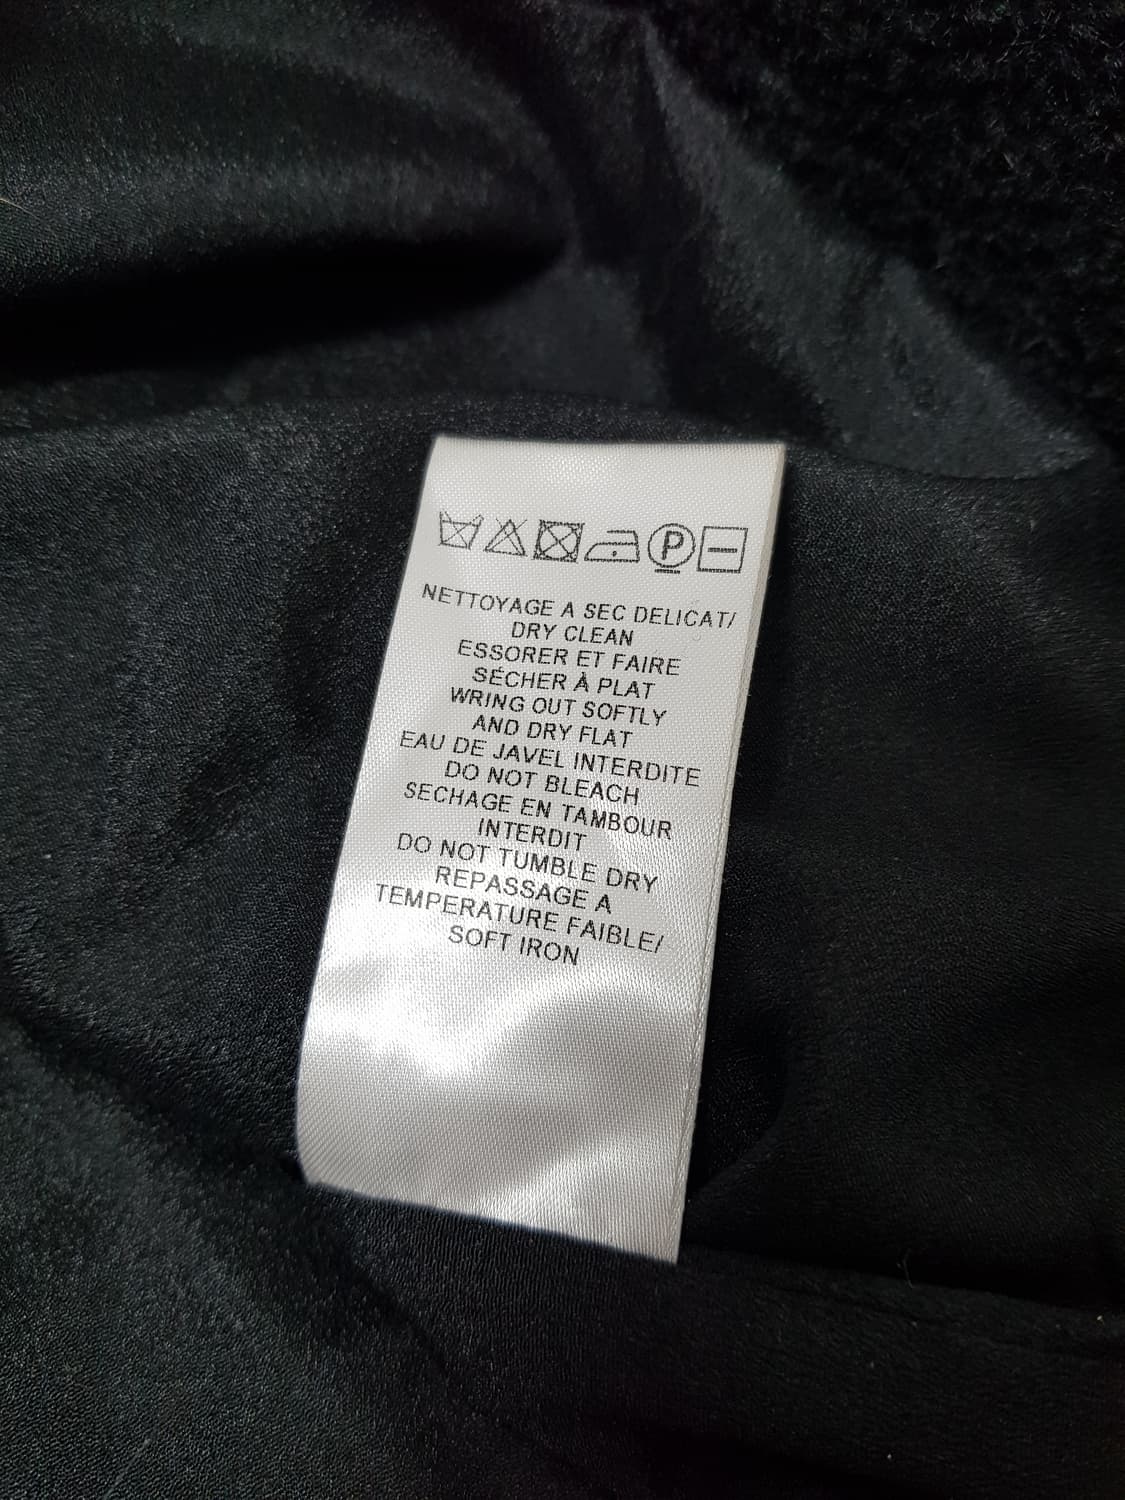 P
NETTOYAGE A SEC DELICAT/
DRY CLEAN
ESSORER ET FAIRE
SÉCHER À PLAT
WRING OUT SOFTLY
AND DRY FLAT
EAU DE JAVEL INTERDITE
DO NOT BLEACH
SECHAGE EN TAMBOUR
INTERDIT
DO NOT TUMBLE DRY
REPASSAGE A
TEMPERATURE FAIBLE/
SOFT IRON